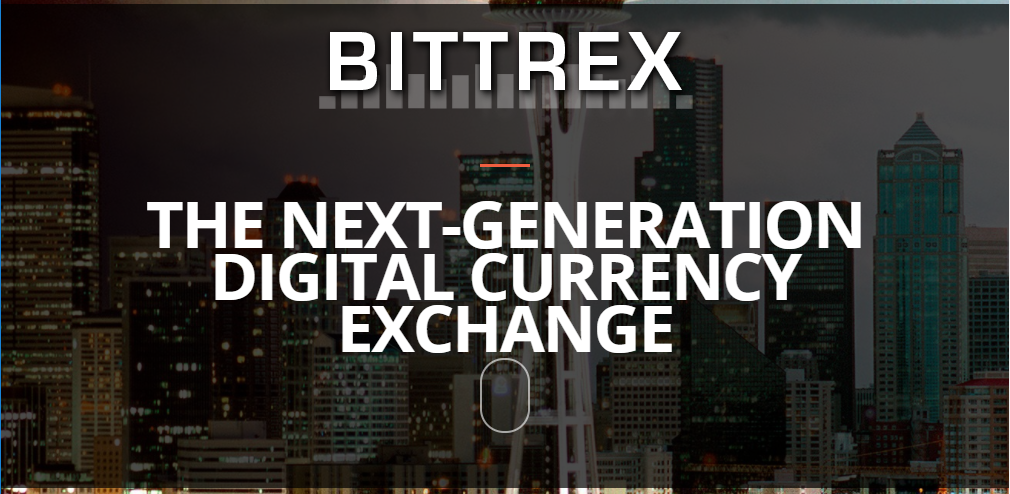 BITTREX
THE NEXT-GENERATION
DIGITAL CURRENCY
EXCHANGE